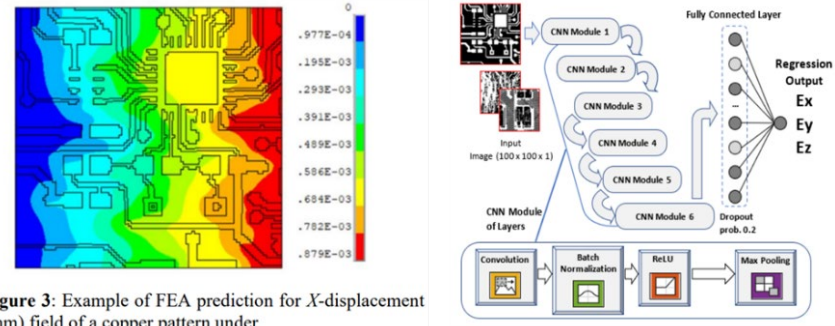 0
.977E-04
.195E-03
.293E-03
.391E-03
.489E-03
.586E-03
.684E-03
.782E-03
.879E-03
gure 3: Example of FEA prediction for X-displacement
m) field of a copper pattern under
CNN Module 1
CNN Module 2
CNN Module 3
CNN Module 4
CNN Module 5
CNN Module 6
Input
Image (100 x 100 x 1)
CNN Module
of Layers
Fully Connected Layer
...
Regression
Output
Ex
Ey
Ez
Dropout
prob. 0.2
Convolution
Batch
Normalization
ReLU
Max Pooling